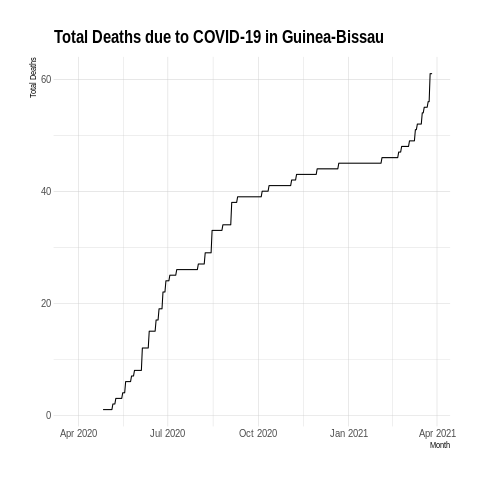 Total Deaths due to COVID-19 in Guinea-Bissau
Total Deaths
60
40
20
0
Apr 2020 Jul 2020 Oct 2020 Jan 2021 Apr 2021
Month